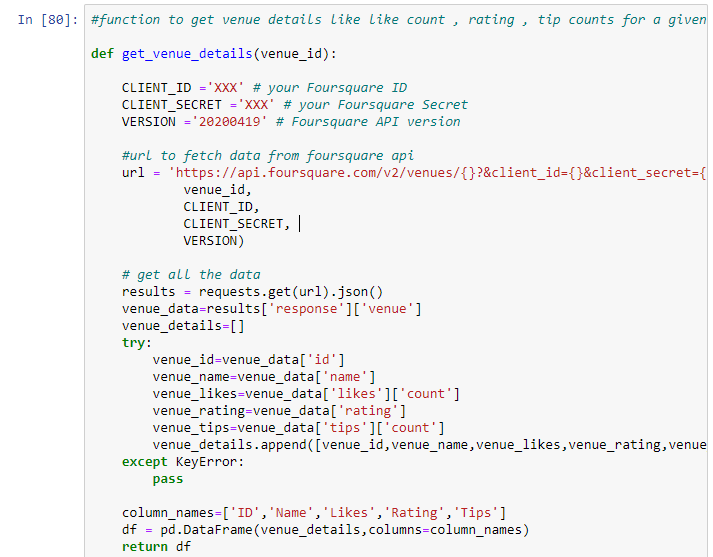 In [80]: #function to get venue details like like count , rating , tip counts for a given
def get_venue_details(venue_id):
CLIENT_ID ='XXX' # your Foursquare ID
CLIENT_SECRET ='XXX' # your Foursquare Secret
VERSION ='20200419' # Foursquare API version
#url to fetch data from foursquare api
url = 'https://api.foursquare.com/v2/venues/{}?&client_id={}&client_secret={
venue_id,
CLIENT_ID,
CLIENT_SECRET,
VERSION)
# get all the data
results = requests.get(url).json()
venue_data=results['response']['venue']
venue_details=[]
try:
venue_id=venue_data['id']
venue_name=venue_data['name']
venue_likes=venue_data['likes']['count']
venue_rating=venue_data['rating']
venue_tips=venue_data['tips']['count']
venue_details.append([venue_id,venue_name,venue_likes,venue_rating,venue
except KeyError:
pass
column_names=['ID','Name','Likes','Rating','Tips']
df = pd.DataFrame(venue_details,columns=column_names)
return df